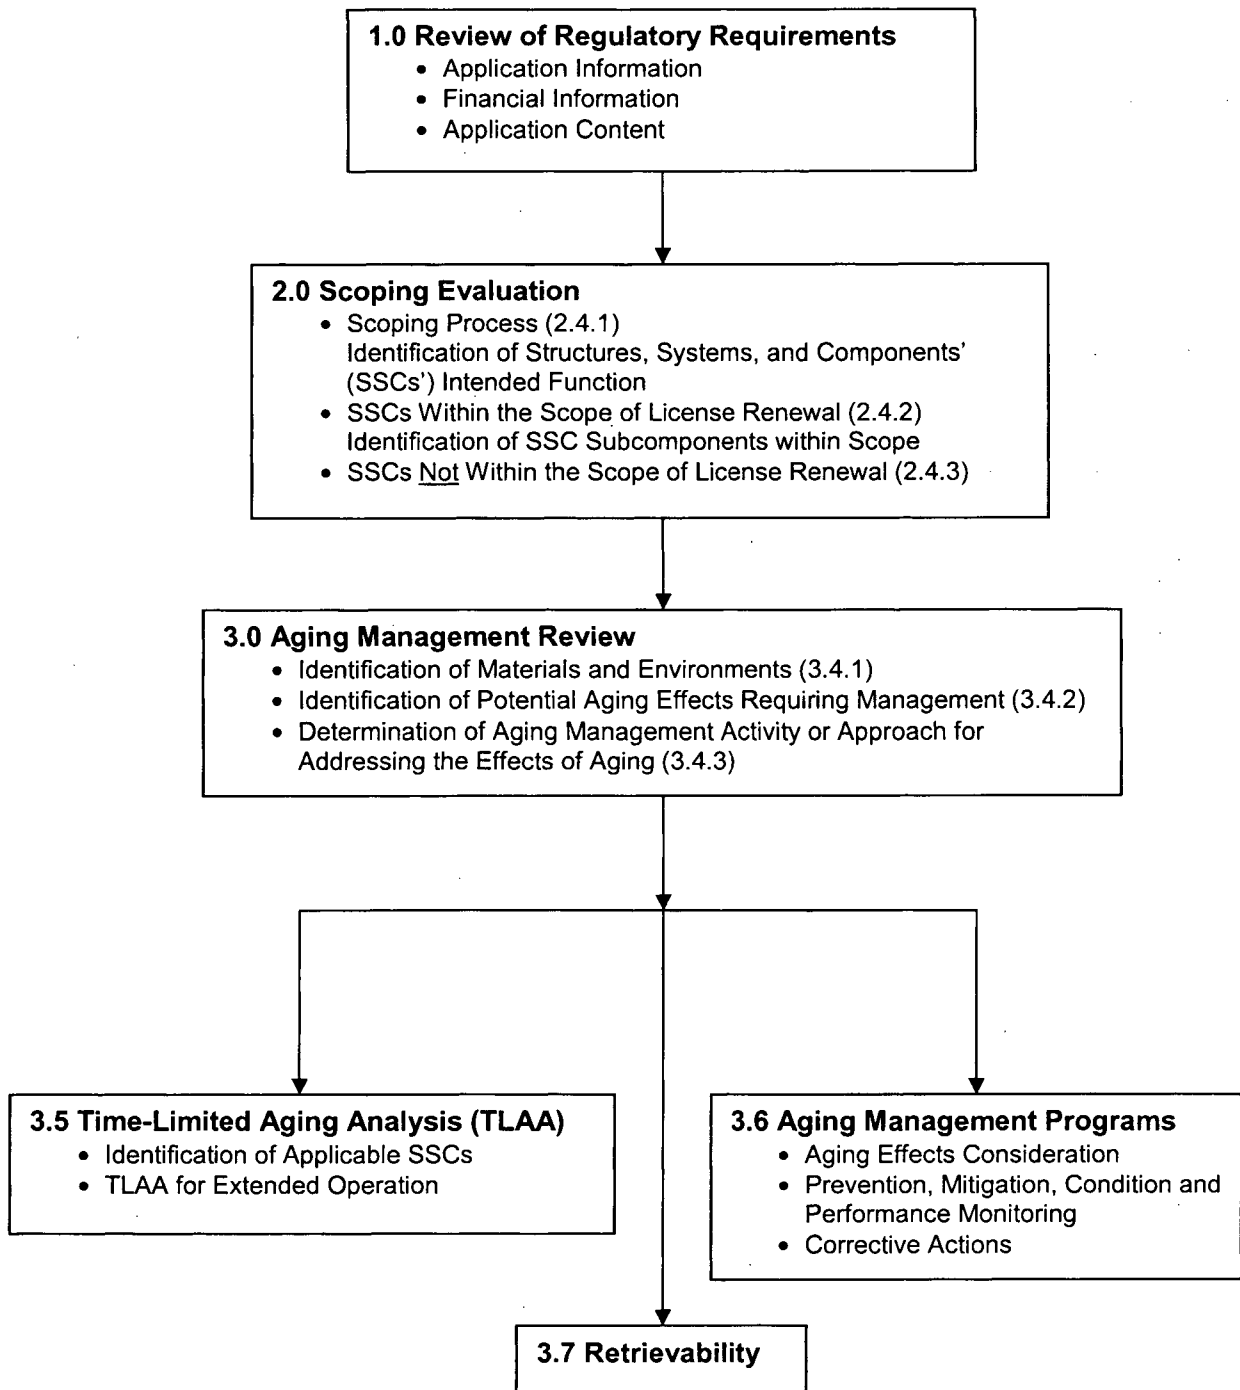 1.0 Review of Regulatory Requirements
• Application Information
• Financial Information
• Application Content
2.0 Scoping Evaluation
• Scoping Process (2.4.1)
Identification of Structures, Systems, and Components'
(SSCs') Intended Function
• SSCs Within the Scope of License Renewal (2.4.2)
Identification of SSC Subcomponents within Scope
• SSCs Not Within the Scope of License Renewal (2.4.3)
3.0 Aging Management Review
• Identification of Materials and Environments (3.4.1)
• Identification of Potential Aging Effects Requiring Management (3.4.2)
• Determination of Aging Management Activity or Approach for
Addressing the Effects of Aging (3.4.3)
3.5 Time-Limited Aging Analysis (TLAA)
• Identification of Applicable SSCs
• TLAA for Extended Operation
3.6 Aging Management Programs
• Aging Effects Consideration
• Prevention, Mitigation, Condition and
Performance Monitoring
• Corrective Actions
3.7 Retrievability